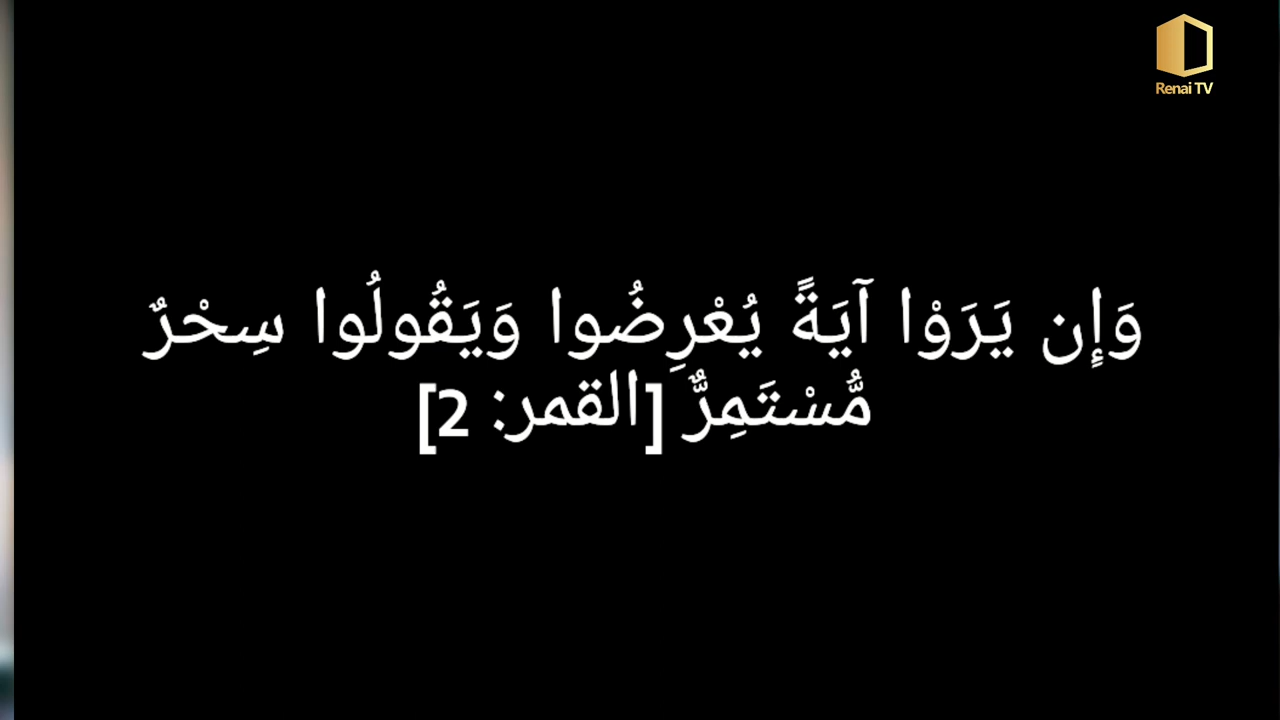 Renai TV
وَإِن يَرَوْا آيَةً يُعْرِضُوا وَيَقُولُوا سِحْرٌ
مُّسْتَمِرٌّ [القمر: 2]